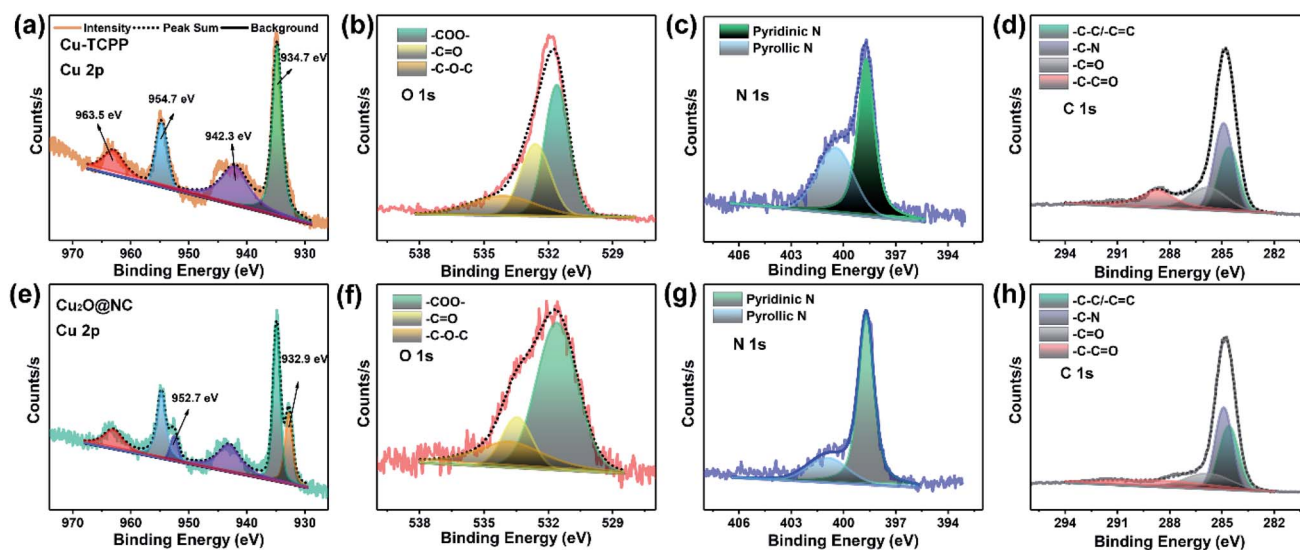 (a) Intensity Peak Sum Background
Cu-TCPP
Cu 2p
934.7 eV
954.7 eV
963.5 eV
942.3 eV
Counts/s
970 960 950 940 930
Binding Energy (eV)
(b) -COO-
-C=O
-C-O-C
O 1s
Counts/s
538 535 532 529
Binding Energy (eV)
(c) Pyridinic N
Pyrollic N
N 1s
Counts/s
406 403 400 397 394
Binding Energy (eV)
(d) -C-C/-C=C
-C-N
-C=O
-C-C=O
C 1s
Counts/s
294 291 288 285 282
Binding Energy (eV)
(e) Cu₂O@NC
Cu 2p
932.9 eV
952.7 eV
Counts/s
970 960 950 940 930
Binding Energy (eV)
(f) -COO-
-C=O
-C-O-C
O 1s
Counts/s
538 535 532 529
Binding Energy (eV)
(g) Pyridinic N
Pyrollic N
N 1s
Counts/s
406 403 400 397 394
Binding Energy (eV)
(h) -C-C/-C=C
-C-N
-C=O
-C-C=O
C 1s
Counts/s
294 291 288 285 282
Binding Energy (eV)